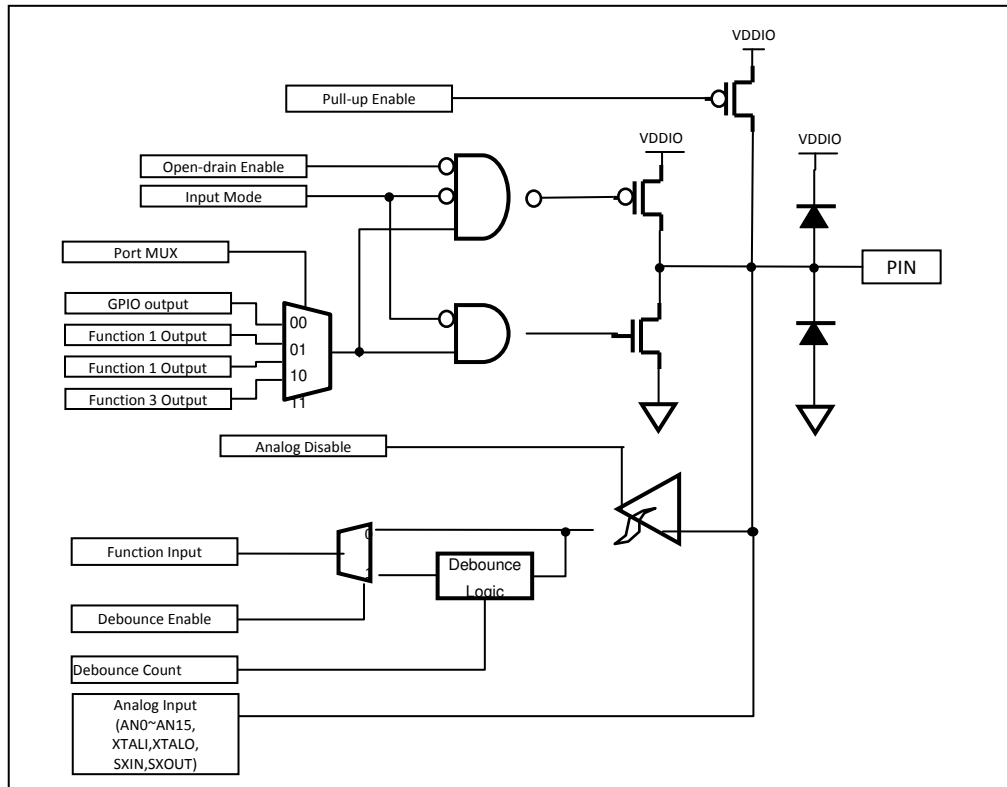 VDDIO
Pull-up Enable
VDDIO
VDDIO
Open-drain Enable
Input Mode
Port MUX
PIN
GPIO output
00
Function 1 Output
01
Function 1 Output
10
Function 3 Output
11
Analog Disable
0
Function Input
1
Debounce
Logic
Debounce Enable
Debounce Count
Analog Input
(AN0~AN15,
XTALI,XTALO,
SXIN,SXOUT)